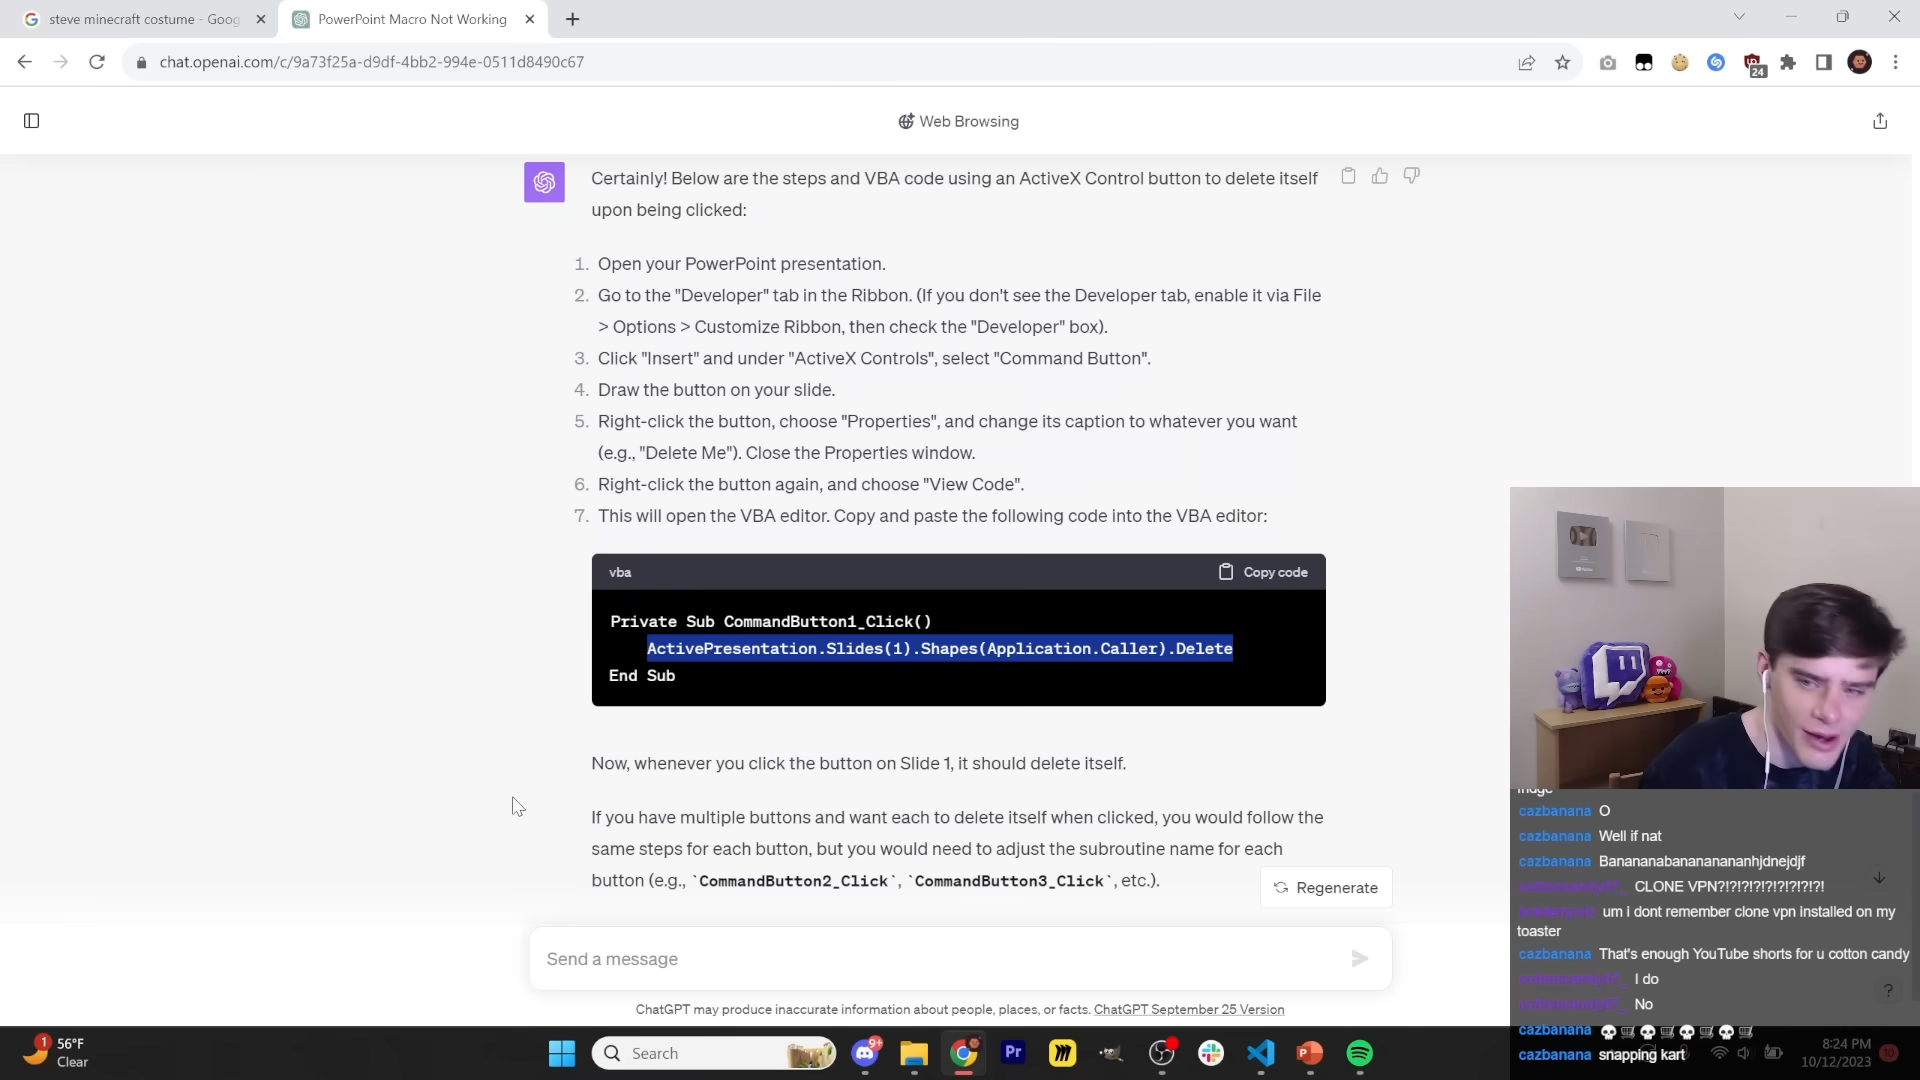 steve minecraft costume - Goog
PowerPoint Macro Not Working
chat.openai.com/c/9a73f25a-d9df-4bb2-994e-0511d8490c67
24
Web Browsing
Certainly! Below are the steps and VBA code using an ActiveX Control button to delete itself
upon being clicked:
1. Open your PowerPoint presentation.
2. Go to the "Developer" tab in the Ribbon. (If you don't see the Developer tab, enable it via File
> Options > Customize Ribbon, then check the "Developer" box).
3. Click "Insert" and under "ActiveX Controls", select "Command Button".
4. Draw the button on your slide.
5. Right-click the button, choose "Properties", and change its caption to whatever you want
(e.g., "Delete Me"). Close the Properties window.
6. Right-click the button again, and choose "View Code".
7. This will open the VBA editor. Copy and paste the following code into the VBA editor:
vba
Copy code
Private Sub CommandButton1_Click()
ActivePresentation.Slides(1).Shapes(Application.Caller).Delete
End Sub
Now, whenever you click the button on Slide 1, it should delete itself.
If you have multiple buttons and want each to delete itself when clicked, you would follow the
same steps for each button, but you would need to adjust the subroutine name for each
button (e.g., `CommandButton2_Click`, `CommandButton3_Click`, etc.).
Regenerate
Send a message
ChatGPT may produce inaccurate information about people, places, or facts. ChatGPT September 25 Version
cazbanana O
cazbanana Well if nat
cazbanana Banananabanananananhjdnejdjf
CLONE VPN?!?!?!?!?!?!?!?!?!
um i dont remember clone vpn installed on my
toaster
cazbanana That's enough YouTube shorts for u cotton candy
I do
No
cazbanana
cazbanana snapping kart
?
1
56°F
Clear
Search
9+
Pr
8:24 PM
10/12/2023
10